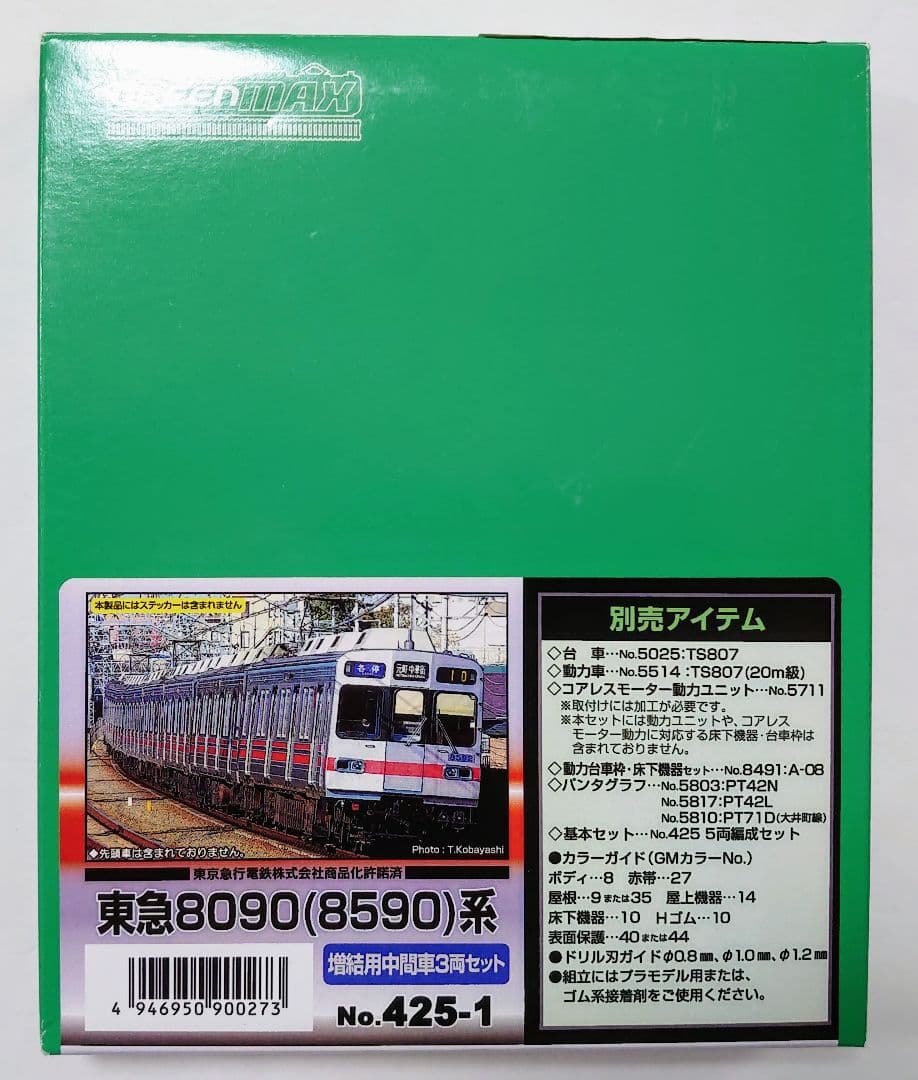 GREENMAX
本製品にはステッカーは含まれません
各停
元町・中華街
10
8592
◆先頭車は含まれておりません。
Photo : T.Kobayashi
東京急行電鉄株式会社商品化許諾済
東急8090(8590)系
増結用中間車3両セット
No.425-1
4 946950 900273
別売アイテム
◇台 車…No.5025:TS807
◇動力車…No.5514:TS807(20m級)
◇コアレスモーター動力ユニット…No.5711
※取付けには加工が必要です。
※本セットには動力ユニットや、コアレス
モーター動力に対応する床下機器・台車枠は
含まれておりません。
◇動力台車枠・床下機器セット…No.8491:A-08
◇パンタグラフ…No.5803:PT42N
No.5817:PT42L
No.5810:PT71D(大井町線)
◇基本セット…No.425 5両編成セット
●カラーガイド(GMカラーNo.)
ボディ…8 赤帯…27
屋根…9または35 屋上機器…14
床下機器…10 Hゴム…10
表面保護…40または44
●ドリル刃ガイドφ0.8㎜、φ1.0㎜、φ1.2㎜
●組立にはプラモデル用または、
ゴム系接着剤をご使用ください。